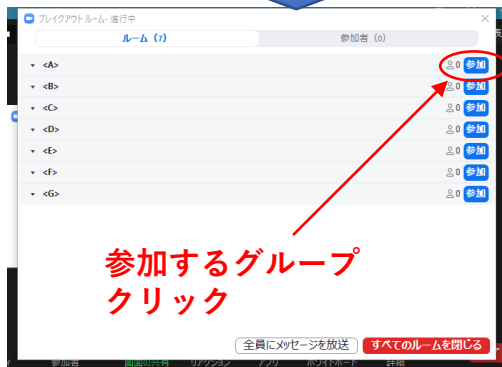 ブレイクアウト ルーム - 進行中
ルーム (7)
参加者 (0)
<A> 0 参加
<B> 0 参加
<C> 0 参加
<D> 0 参加
<E> 0 参加
<F> 0 参加
<G> 0 参加
参加するグループ
クリック
全員にメッセージを放送 すべてのルームを閉じる
参加者 画面の共有 リアクション アプリ ホワイトボード 詳細